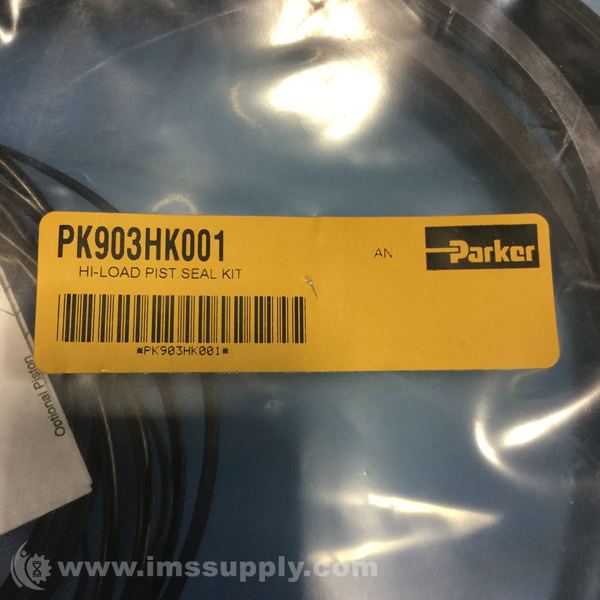 PK903HK001
HI-LOAD PIST.SEAL KIT
AN
Parker
*PK903HK001*
Optional Piston
www.imssupply.com